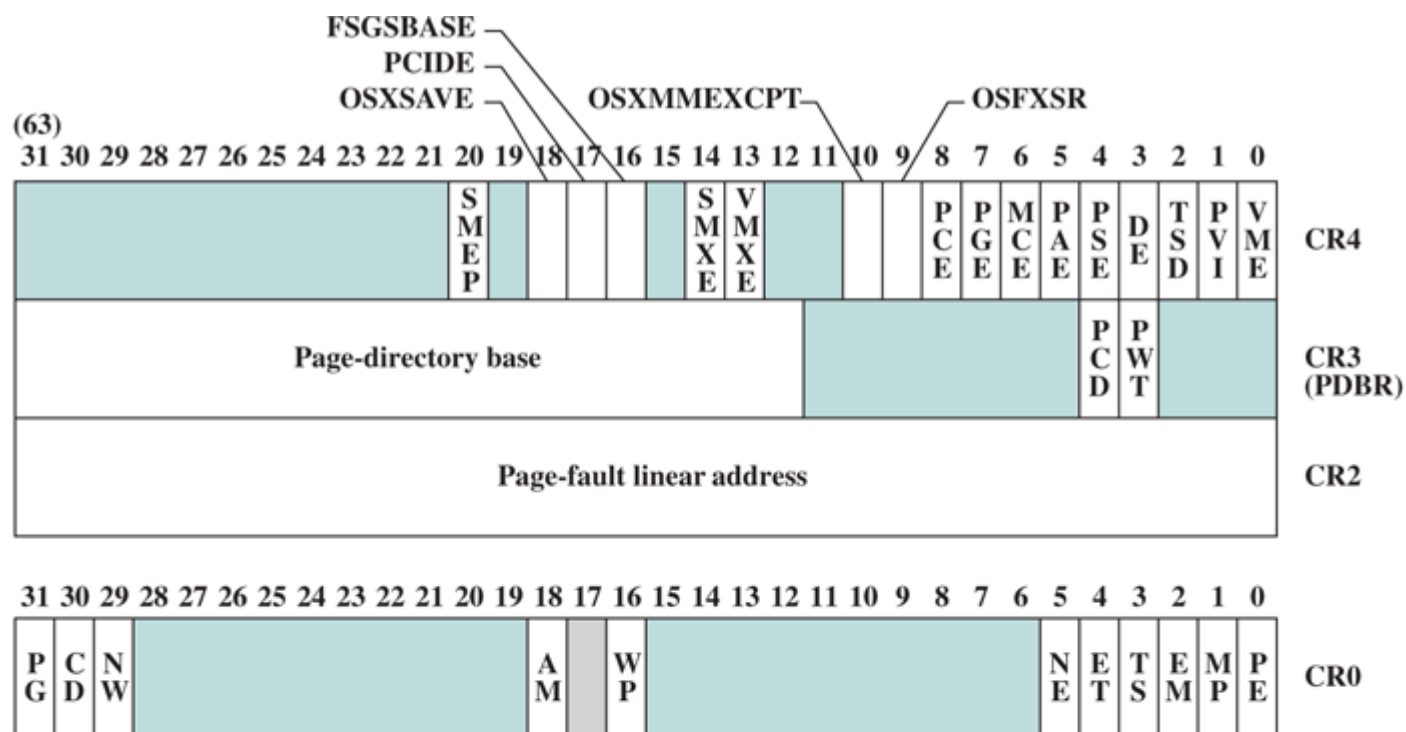 FSGSBASE
PCIDE
OSXSAVE OSXMMEXCPT OSFXSR
(63)
31 30 29 28 27 26 25 24 23 22 21 20 19 18 17 16 15 14 13 12 11 10 9 8 7 6 5 4 3 2 1 0
SMEP SMXE VMXE PCE PGE MCE PAE PSE DE TSD PVI VME CR4
Page-directory base PCD PWT CR3
(PDBR)
Page-fault linear address CR2
31 30 29 28 27 26 25 24 23 22 21 20 19 18 17 16 15 14 13 12 11 10 9 8 7 6 5 4 3 2 1 0
PG CD NW AM WP NE ET TS EM MP PE CR0